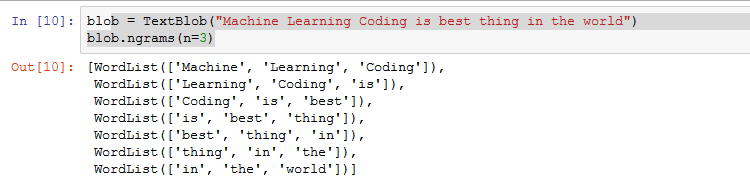 In [10]: blob = TextBlob("Machine Learning Coding is best thing in the world")
blob.ngrams(n=3)
Out[10]: [WordList(['Machine', 'Learning', 'Coding']),
WordList(['Learning', 'Coding', 'is']),
WordList(['Coding', 'is', 'best']),
WordList(['is', 'best', 'thing']),
WordList(['best', 'thing', 'in']),
WordList(['thing', 'in', 'the']),
WordList(['in', 'the', 'world'])]